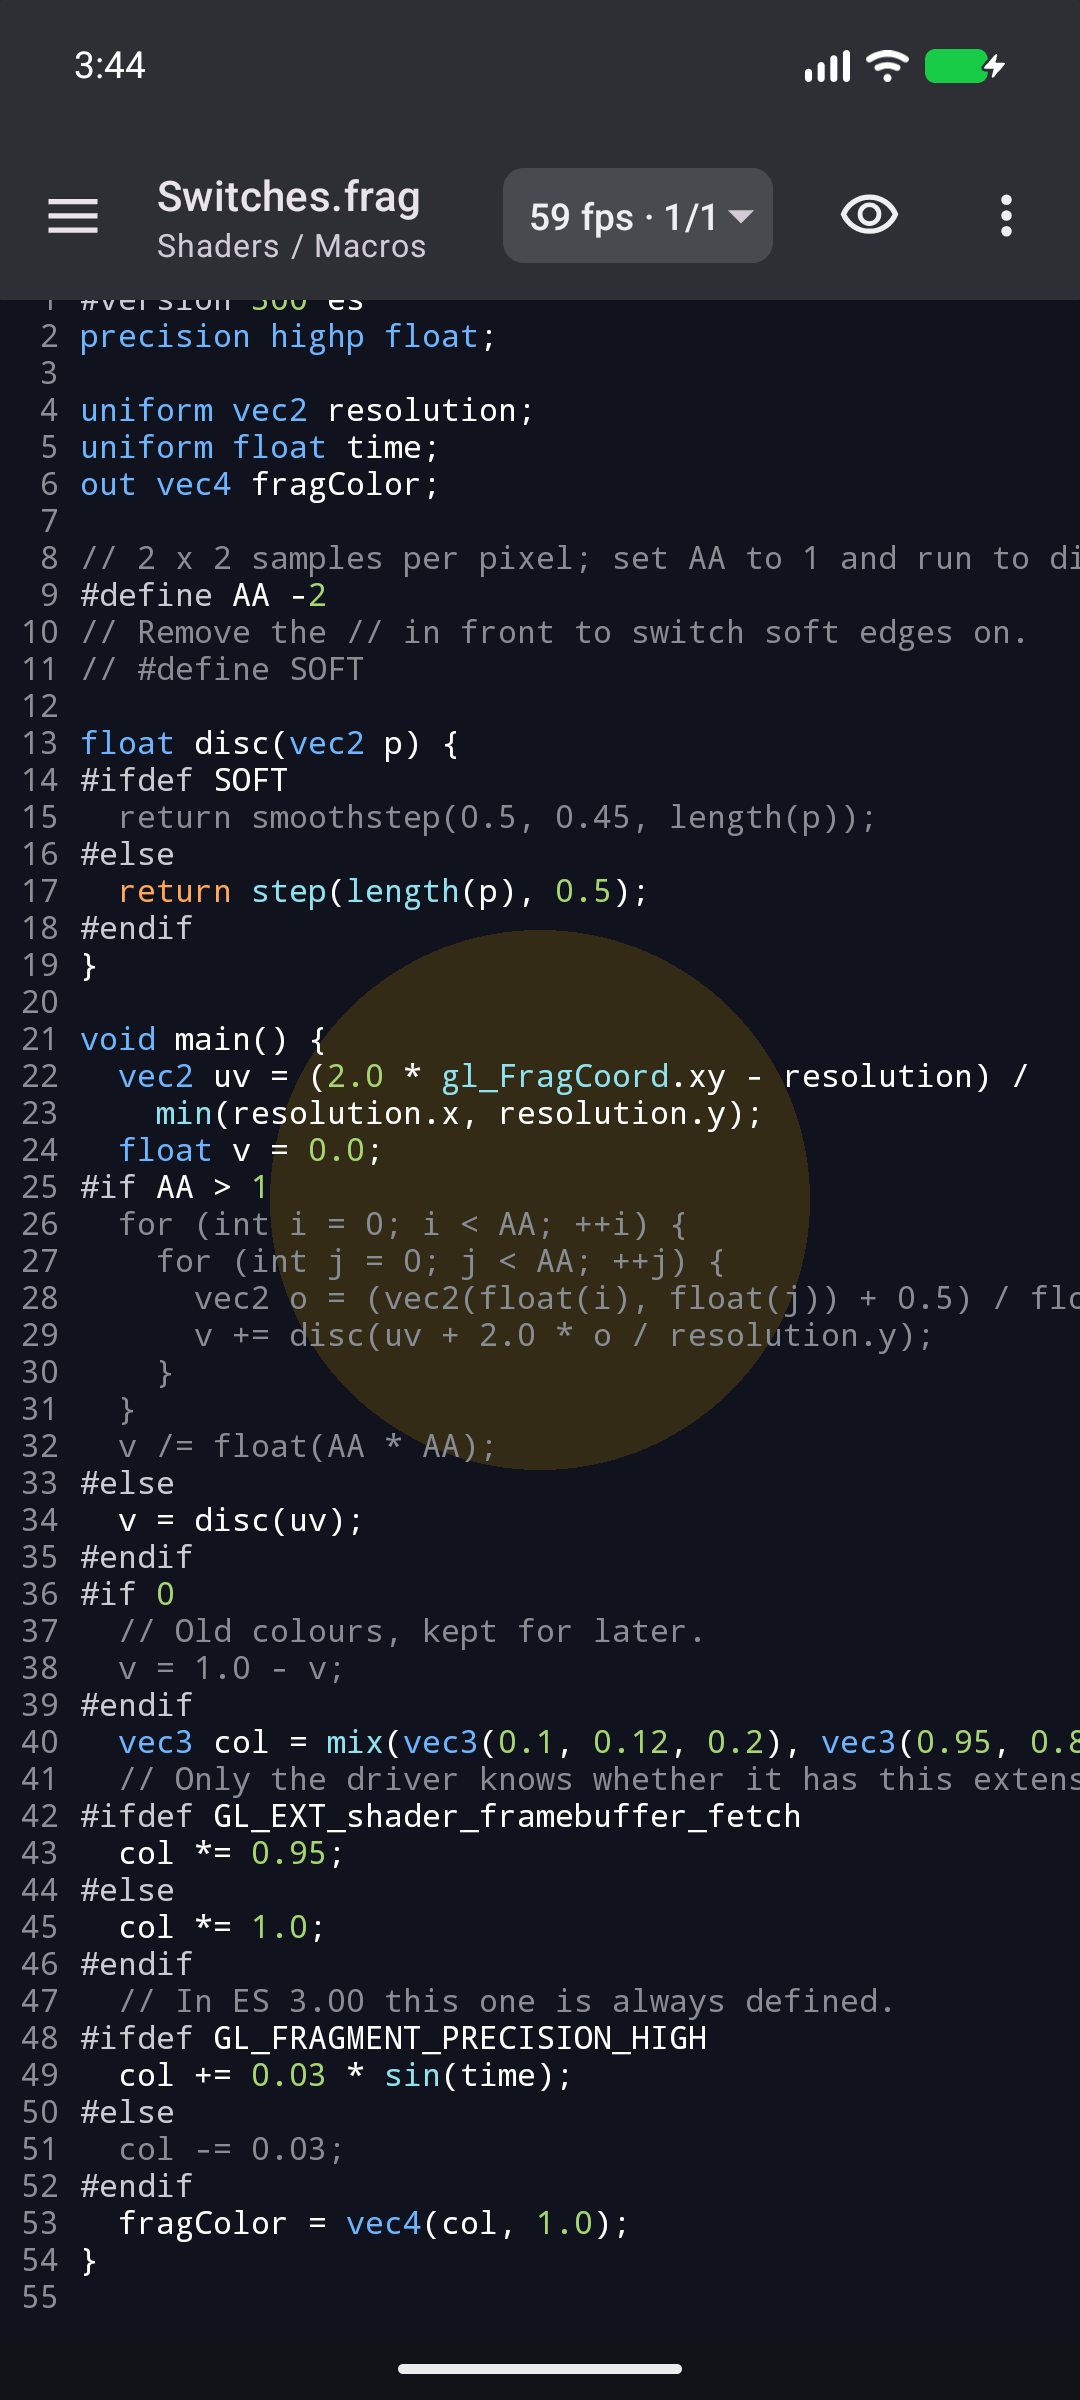 3:44
Switches.frag
Shaders / Macros
59 fps · 1/1
1 #version 300 es
2 precision highp float;
3
4 uniform vec2 resolution;
5 uniform float time;
6 out vec4 fragColor;
7
8 // 2 x 2 samples per pixel; set AA to 1 and run to di
9 #define AA -2
10 // Remove the // in front to switch soft edges on.
11 // #define SOFT
12
13 float disc(vec2 p) {
14 #ifdef SOFT
15   return smoothstep(0.5, 0.45, length(p));
16 #else
17   return step(length(p), 0.5);
18 #endif
19 }
20
21 void main() {
22   vec2 uv = (2.0 * gl_FragCoord.xy - resolution) /
23     min(resolution.x, resolution.y);
24   float v = 0.0;
25 #if AA > 1
26   for (int i = 0; i < AA; ++i) {
27     for (int j = 0; j < AA; ++j) {
28       vec2 o = (vec2(float(i), float(j)) + 0.5) / flo
29       v += disc(uv + 2.0 * o / resolution.y);
30     }
31   }
32   v /= float(AA * AA);
33 #else
34   v = disc(uv);
35 #endif
36 #if 0
37   // Old colours, kept for later.
38   v = 1.0 - v;
39 #endif
40   vec3 col = mix(vec3(0.1, 0.12, 0.2), vec3(0.95, 0.8
41   // Only the driver knows whether it has this extens
42 #ifdef GL_EXT_shader_framebuffer_fetch
43   col *= 0.95;
44 #else
45   col *= 1.0;
46 #endif
47   // In ES 3.00 this one is always defined.
48 #ifdef GL_FRAGMENT_PRECISION_HIGH
49   col += 0.03 * sin(time);
50 #else
51   col -= 0.03;
52 #endif
53   fragColor = vec4(col, 1.0);
54 }
55